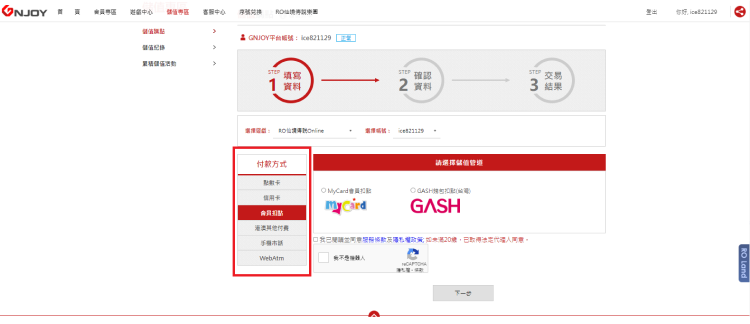 GNJOY 首 頁 會員專區 遊戲中心 儲值專區 客服中心 序號兌換 RO仙境傳說樂園 登出 你好, ice821129
儲值購點 >
儲值紀錄 >
累積儲值活動 >
GNJOY平台帳號： ice821129 正常
STEP 1 填寫資料
STEP 2 確認資料
STEP 3 交易結果
選擇遊戲： RO仙境傳說Online 選擇帳號： ice821129
付款方式
點數卡
信用卡
會員扣點
港澳其他付費
手機市話
WebAtm
請選擇儲值管道
MyCard會員扣點 GASH錢包扣點(台灣)
MyCard GASH
我已閱讀並同意服務條款及隱私權政策; 如未滿20歲，已取得法定代理人同意。
我不是機器人
reCAPTCHA
隱私權 - 條款
下一步
RO Land